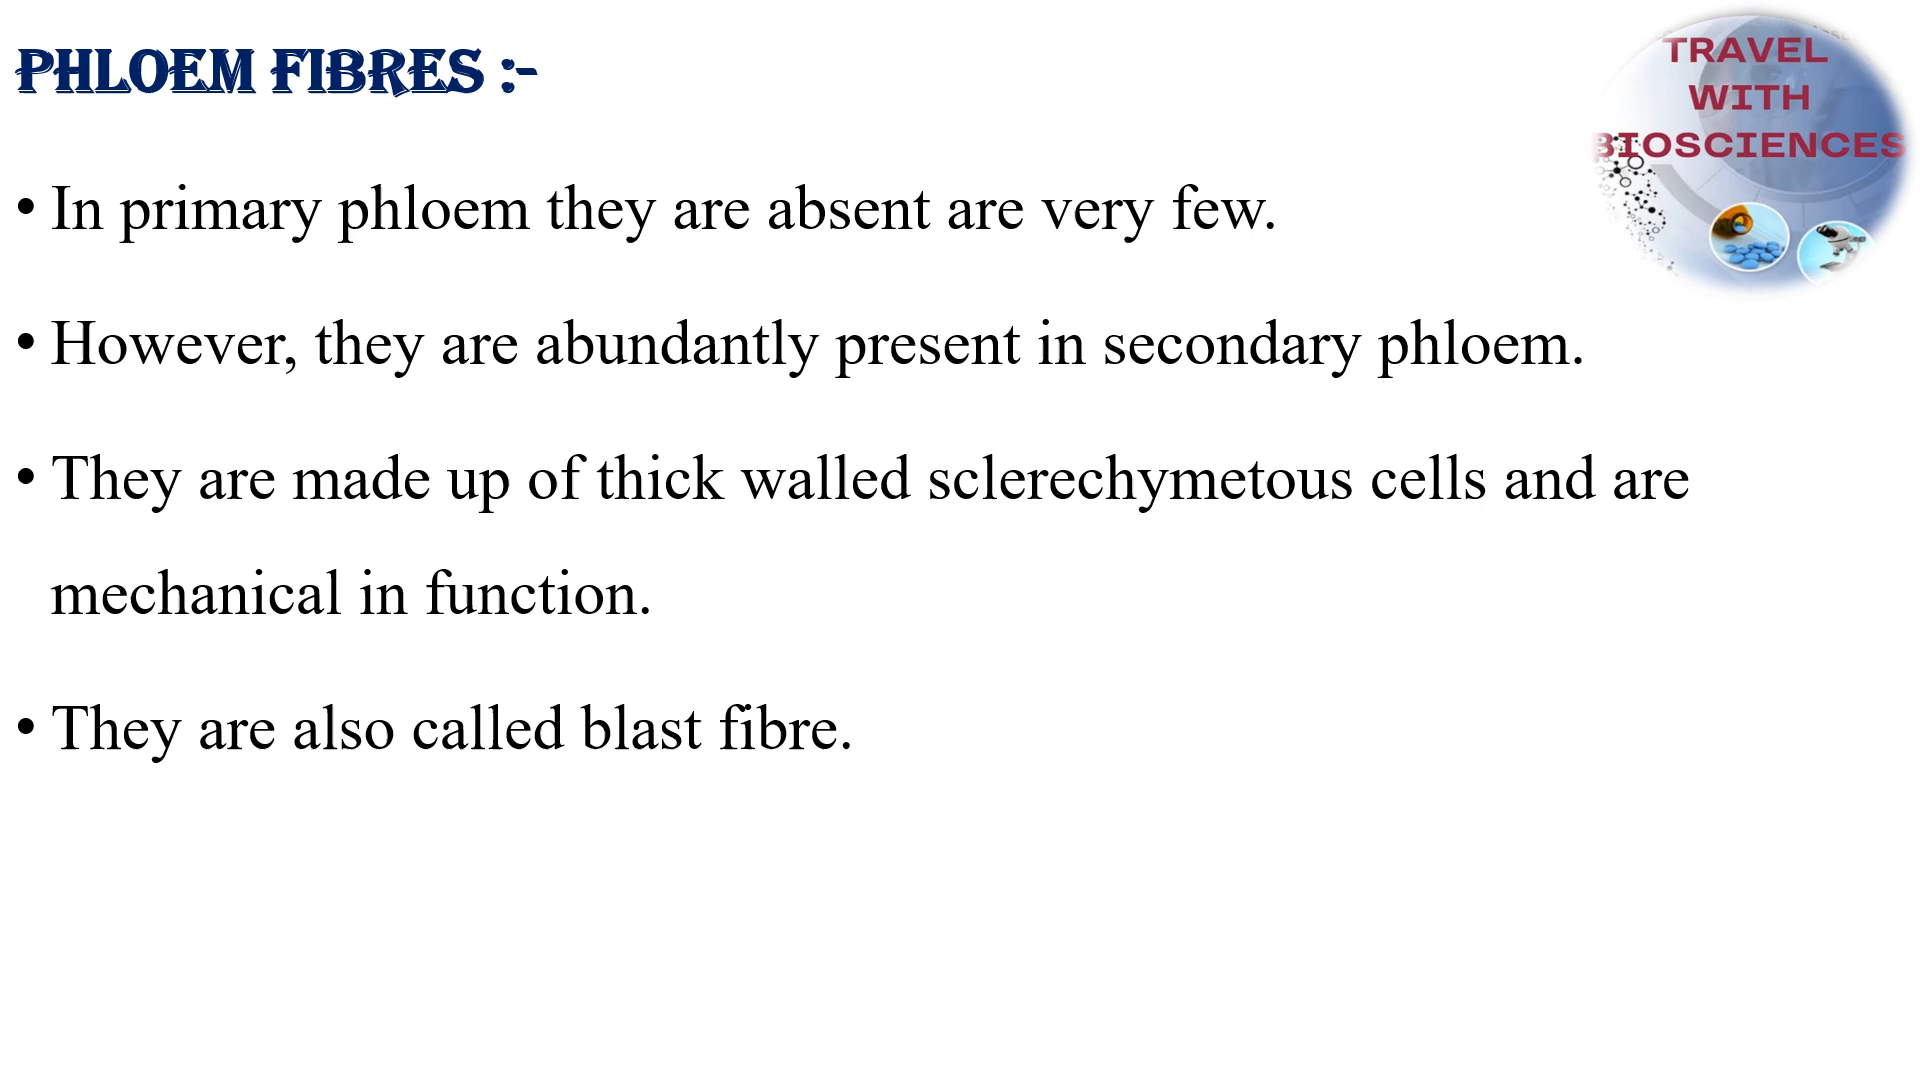 PHLOEM FIBRES :-
TRAVEL
WITH
BIOSCIENCES
• In primary phloem they are absent are very few.
• However, they are abundantly present in secondary phloem.
• They are made up of thick walled sclerechymetous cells and are
mechanical in function.
• They are also called blast fibre.